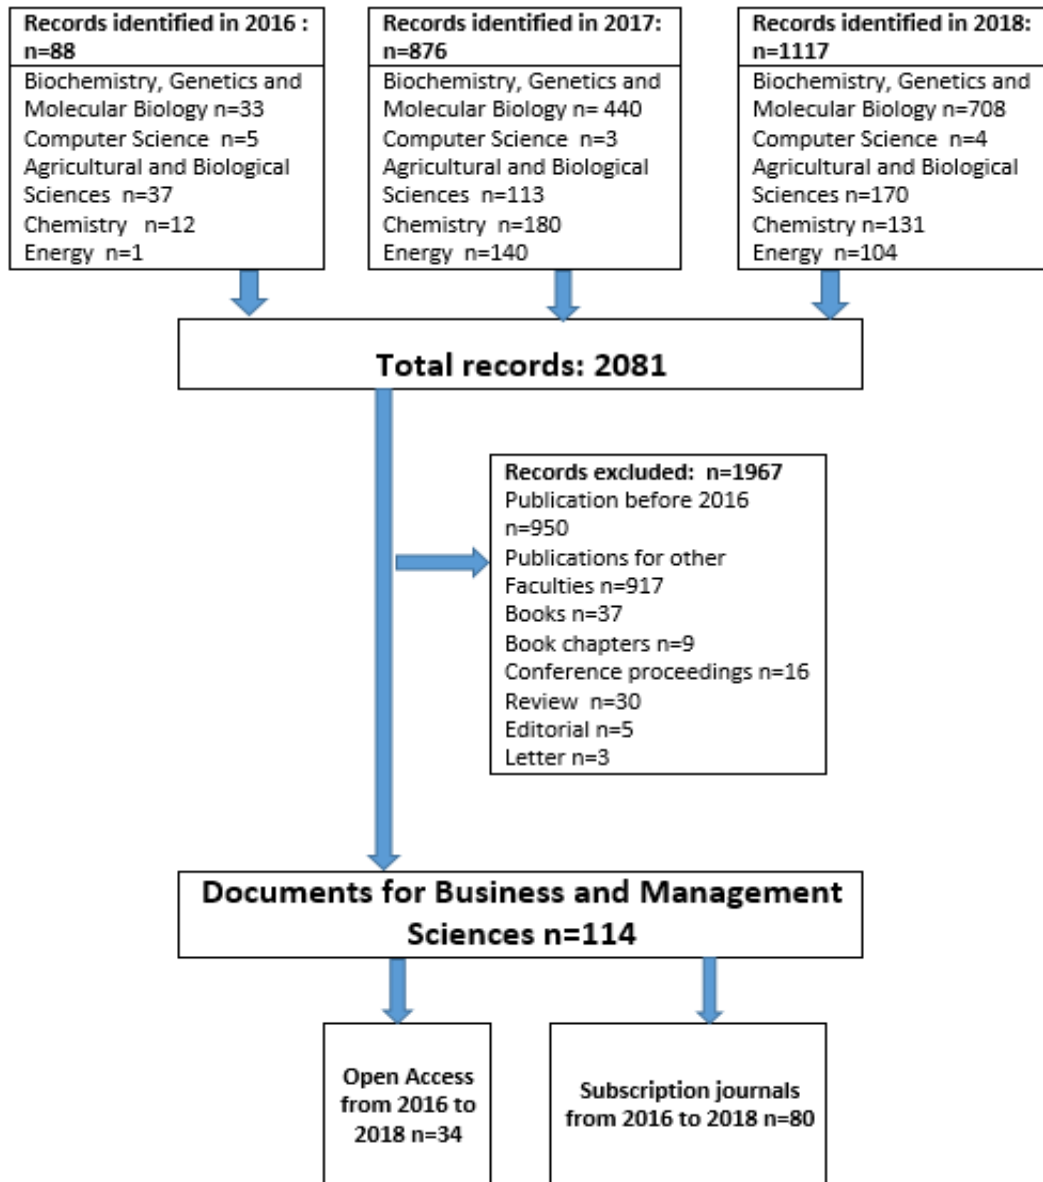 Records identified in 2016 :
n=88
Biochemistry, Genetics and
Molecular Biology n=33
Computer Science n=5
Agricultural and Biological
Sciences n=37
Chemistry n=12
Energy n=1
Records identified in 2017:
n=876
Biochemistry, Genetics and
Molecular Biology n= 440
Computer Science n=3
Agricultural and Biological
Sciences n=113
Chemistry n=180
Energy n=140
Records identified in 2018:
n=1117
Biochemistry, Genetics and
Molecular Biology n=708
Computer Science n=4
Agricultural and Biological
Sciences n=170
Chemistry n=131
Energy n=104
Total records: 2081
Records excluded: n=1967
Publication before 2016
n=950
Publications for other
Faculties n=917
Books n=37
Book chapters n=9
Conference proceedings n=16
Review n=30
Editorial n=5
Letter n=3
Documents for Business and Management
Sciences n=114
Open Access
from 2016 to
2018 n=34
Subscription journals
from 2016 to 2018 n=80